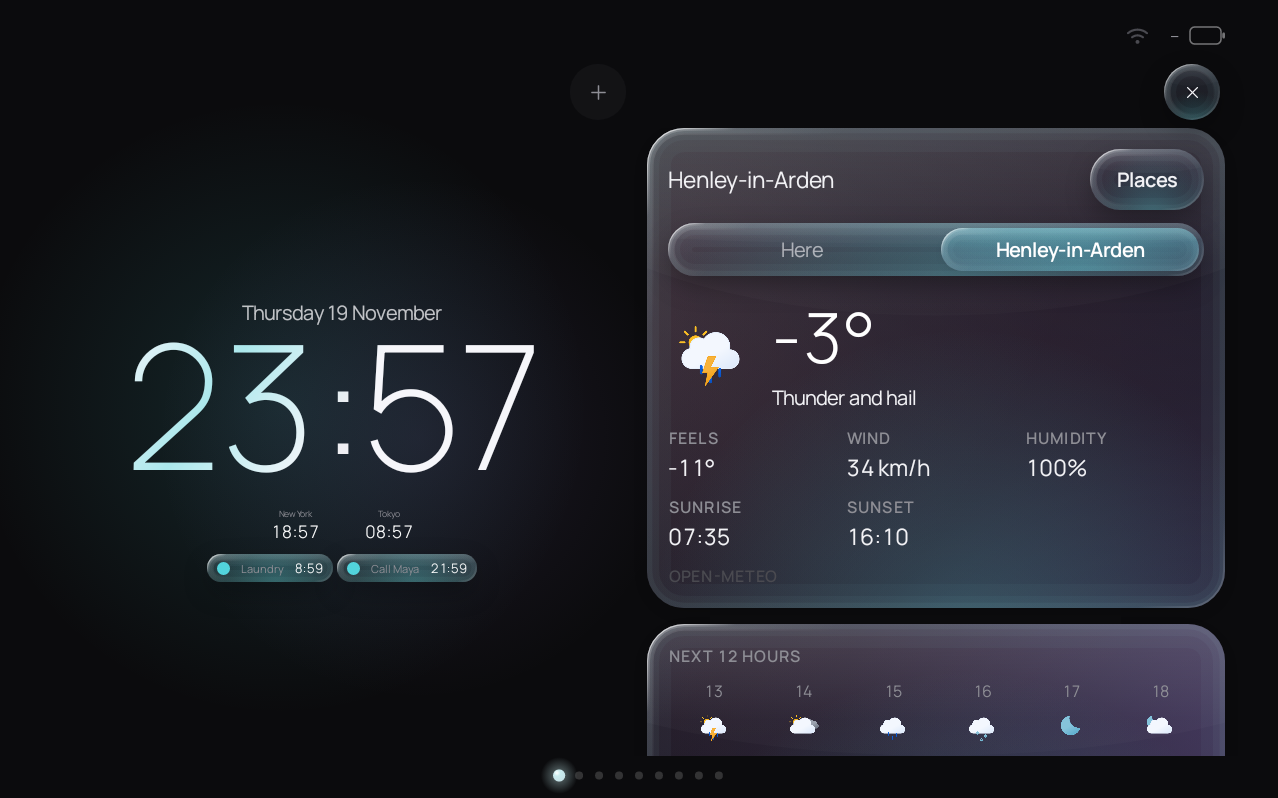 Thursday 19 November
23:57
New York
18:57
Tokyo
08:57
Laundry 8:59
Call Maya 21:59
Henley-in-Arden
Places
Here
Henley-in-Arden
-3°
Thunder and hail
FEELS
-11°
WIND
34 km/h
HUMIDITY
100%
SUNRISE
07:35
SUNSET
16:10
OPEN-METEO
NEXT 12 HOURS
13 14 15 16 17 18